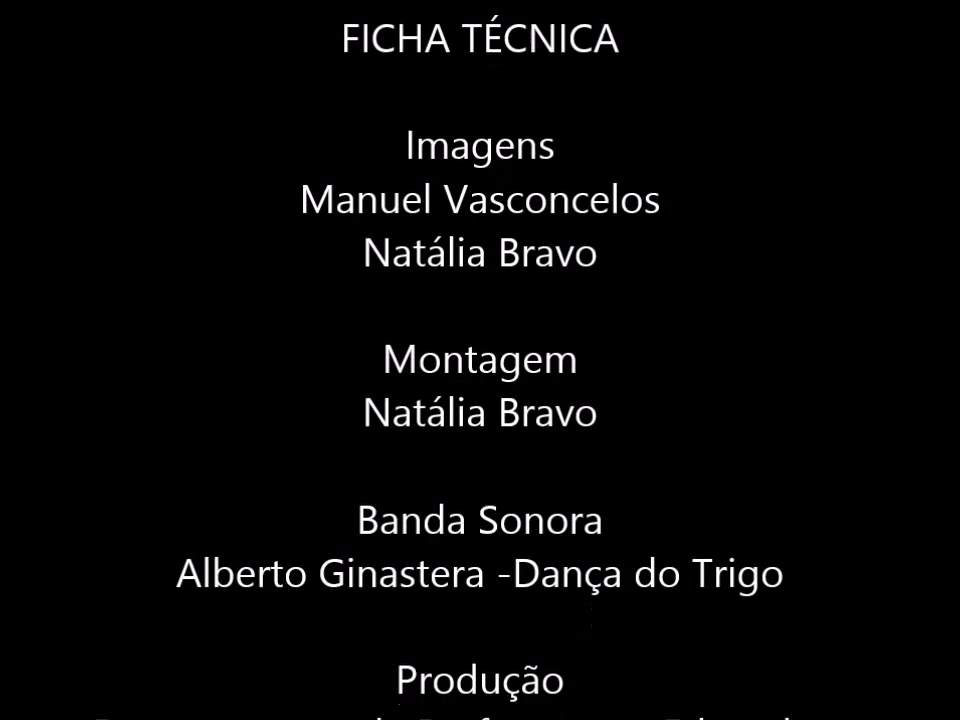 FICHA TÉCNICA
Imagens
Manuel Vasconcelos
Natália Bravo
Montagem
Natália Bravo
Banda Sonora
Alberto Ginastera -Dança do Trigo
Produção